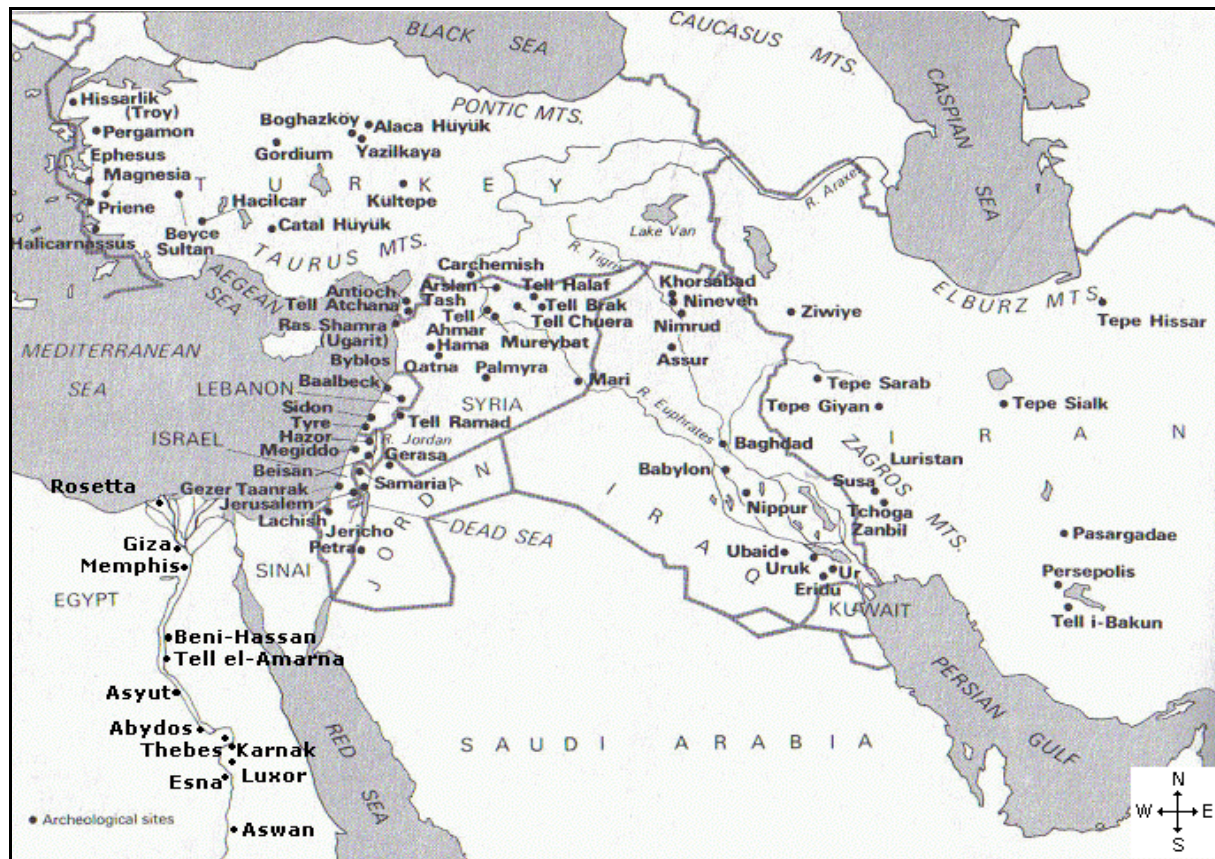 BLACK SEA
CAUCASUS MTS.
CASPIAN SEA
Hissarlik
(Troy)
Pergamon
Ephesus
Magnesia
Priene
Halicarnassus
Boghazköy
Alaca Hüyük
Gordium
Yazilkaya
PONTIC MTS.
TURKEY
Hacilcar
Kültepe
Beyce
Sultan
Catal Hüyük
TAURUS MTS.
AEGEAN SEA
Lake Van
R. Araxes
R. Tigris
ELBURZ MTS.
Carchemish
Antioch
Arslan
Tash
Tell Halaf
Tell Atchana
Tell Brak
Tell
Ahmar
Tell Chuera
Ras Shamra
(Ugarit)
Hama
Mureybat
Khorsabad
Nineveh
Nimrud
Assur
Ziwiye
Tepe Hissar
MEDITERRANEAN
SEA
Byblos
Qatna
Palmyra
Mari
LEBANON
Baalbeck
SYRIA
Sidon
Tyre
Tell Ramad
R. Euphrates
Tepe Sarab
Tepe Giyan
Tepe Sialk
ISRAEL
Hazor
R. Jordan
Megiddo
Gerasa
Baghdad
IRAN
Luristan
ZAGROS MTS.
Beisan
Babylon
Susa
Rosetta
Gezer Taanrak
Samaria
JORDAN
IRAQ
Nippur
Jerusalem
Tchoga
Zanbil
Lachish
DEAD SEA
Jericho
Petra
Giza
Memphis
SINAI
EGYPT
Ubaid
Uruk
Ur
Eridu
KUWAIT
Pasargadae
Persepolis
Tell i-Bakun
Beni-Hassan
Tell el-Amarna
Asyut
Abydos
Thebes
Karnak
Luxor
Esna
Aswan
RED SEA
SAUDI ARABIA
PERSIAN GULF
Archeological sites
N
W
E
S